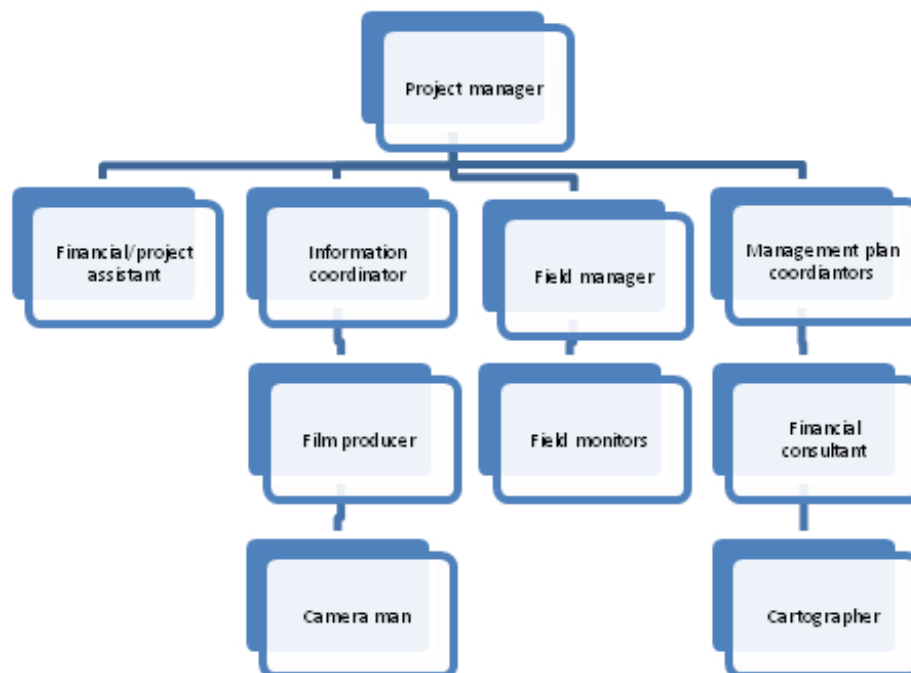 Project manager
Financial/project
assistant
Information
coordinator
Field manager
Management plan
coordiantors
Film producer
Field monitors
Financial
consultant
Camera man
Cartographer